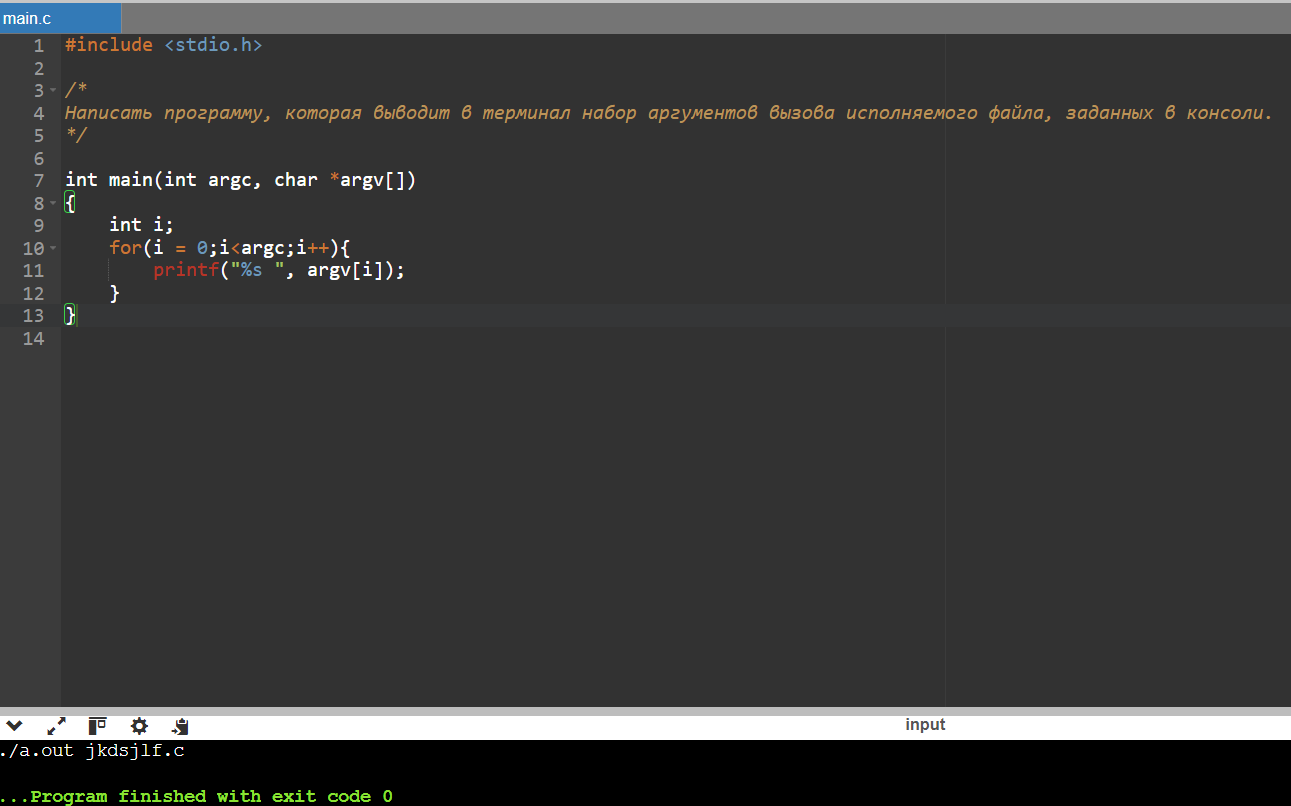 main.c
1 #include <stdio.h>
2
3 /*
4 Написать программу, которая выводит в терминал набор аргументов вызова исполняемого файла, заданных в консоли.
5 */
6
7 int main(int argc, char *argv[])
8 {
9     int i;
10     for(i = 0;i<argc;i++){
11         printf("%s ", argv[i]);
12     }
13 }
14
input
./a.out jkdsjlf.c
...Program finished with exit code 0